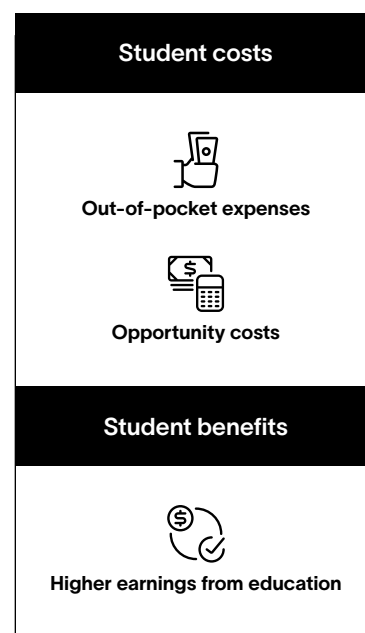 Student costs
Out-of-pocket expenses
$
Opportunity costs
Student benefits
$
Higher earnings from education